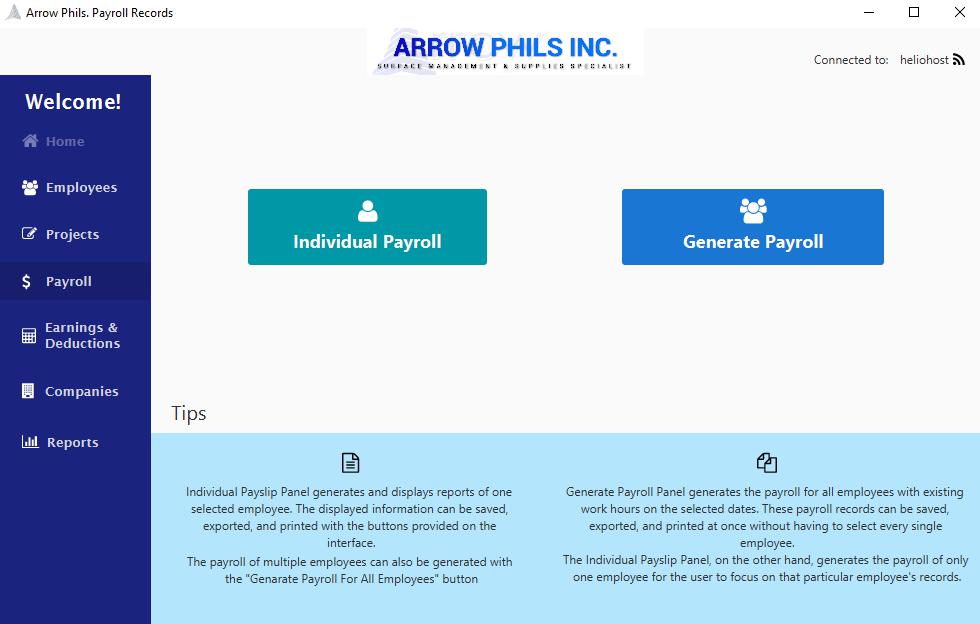 Arrow Phils. Payroll Records
ARROW PHILS INC.
SURFACE MANAGEMENT & SUPPLIES SPECIALIST
Connected to: heliohost
Welcome!
Home
Employees
Projects
Payroll
Earnings &
Deductions
Companies
Reports
Individual Payroll
Generate Payroll
Tips
Individual Payslip Panel generates and displays reports of one
selected employee. The displayed information can be saved,
exported, and printed with the buttons provided on the
interface.
The payroll of multiple employees can also be generated with
the "Genarate Payroll For All Employees" button
Generate Payroll Panel generates the payroll for all employees with existing
work hours on the selected dates. These payroll records can be saved,
exported, and printed at once without having to select every single
employee.
The Individual Payslip Panel, on the other hand, generates the payroll of only
one employee for the user to focus on that particular employee's records.